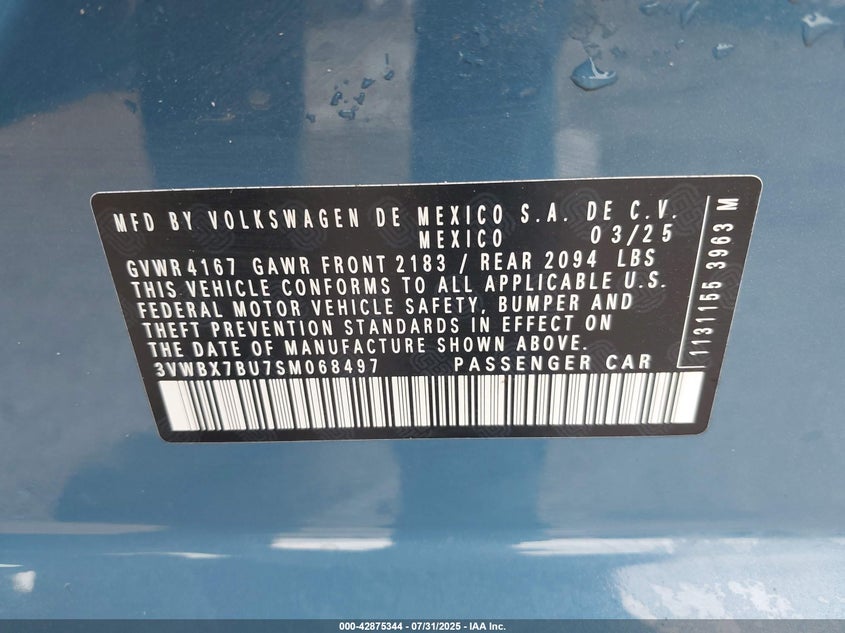 MFD BY VOLKSWAGEN DE MEXICO S.A. DE C.V.
MEXICO 03/25
GVWR 4167 GAWR FRONT 2183 / REAR 2094 LBS
THIS VEHICLE CONFORMS TO ALL APPLICABLE U.S.
FEDERAL MOTOR VEHICLE SAFETY, BUMPER AND
THEFT PREVENTION STANDARDS IN EFFECT ON
THE DATE OF MANUFACTURE SHOWN ABOVE.
3VWBX7BU7SM068497 PASSENGER CAR
1131155 3963 M
000-42875344 / 07/31/2025 - IAA Inc.